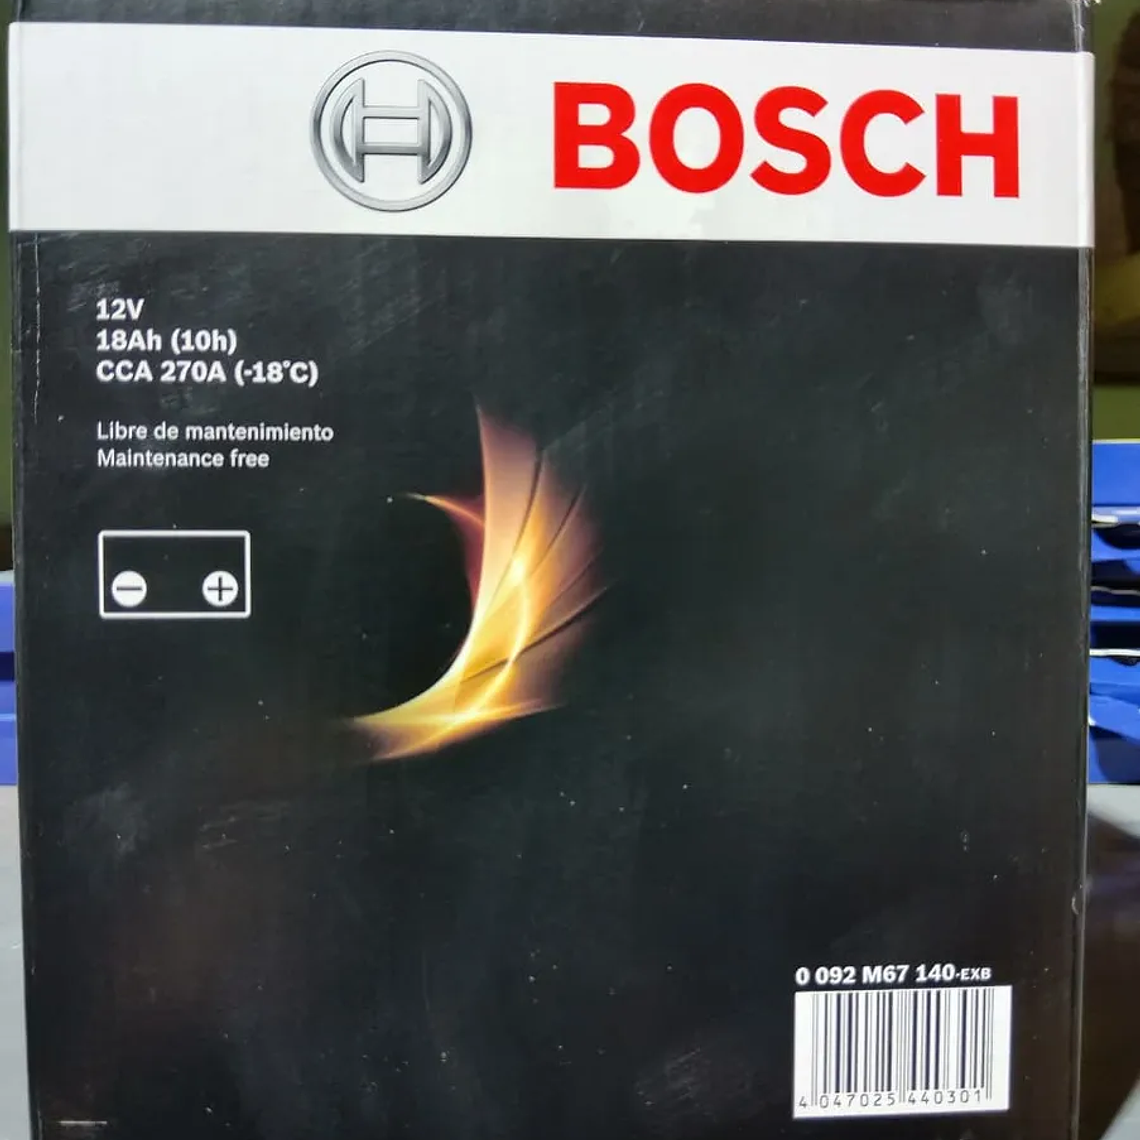 BOSCH
12V
18Ah (10h)
CCA 270A (-18°C)
Libre de mantenimiento
Maintenance free
0 092 M67 140-EXB
4 047025 440301